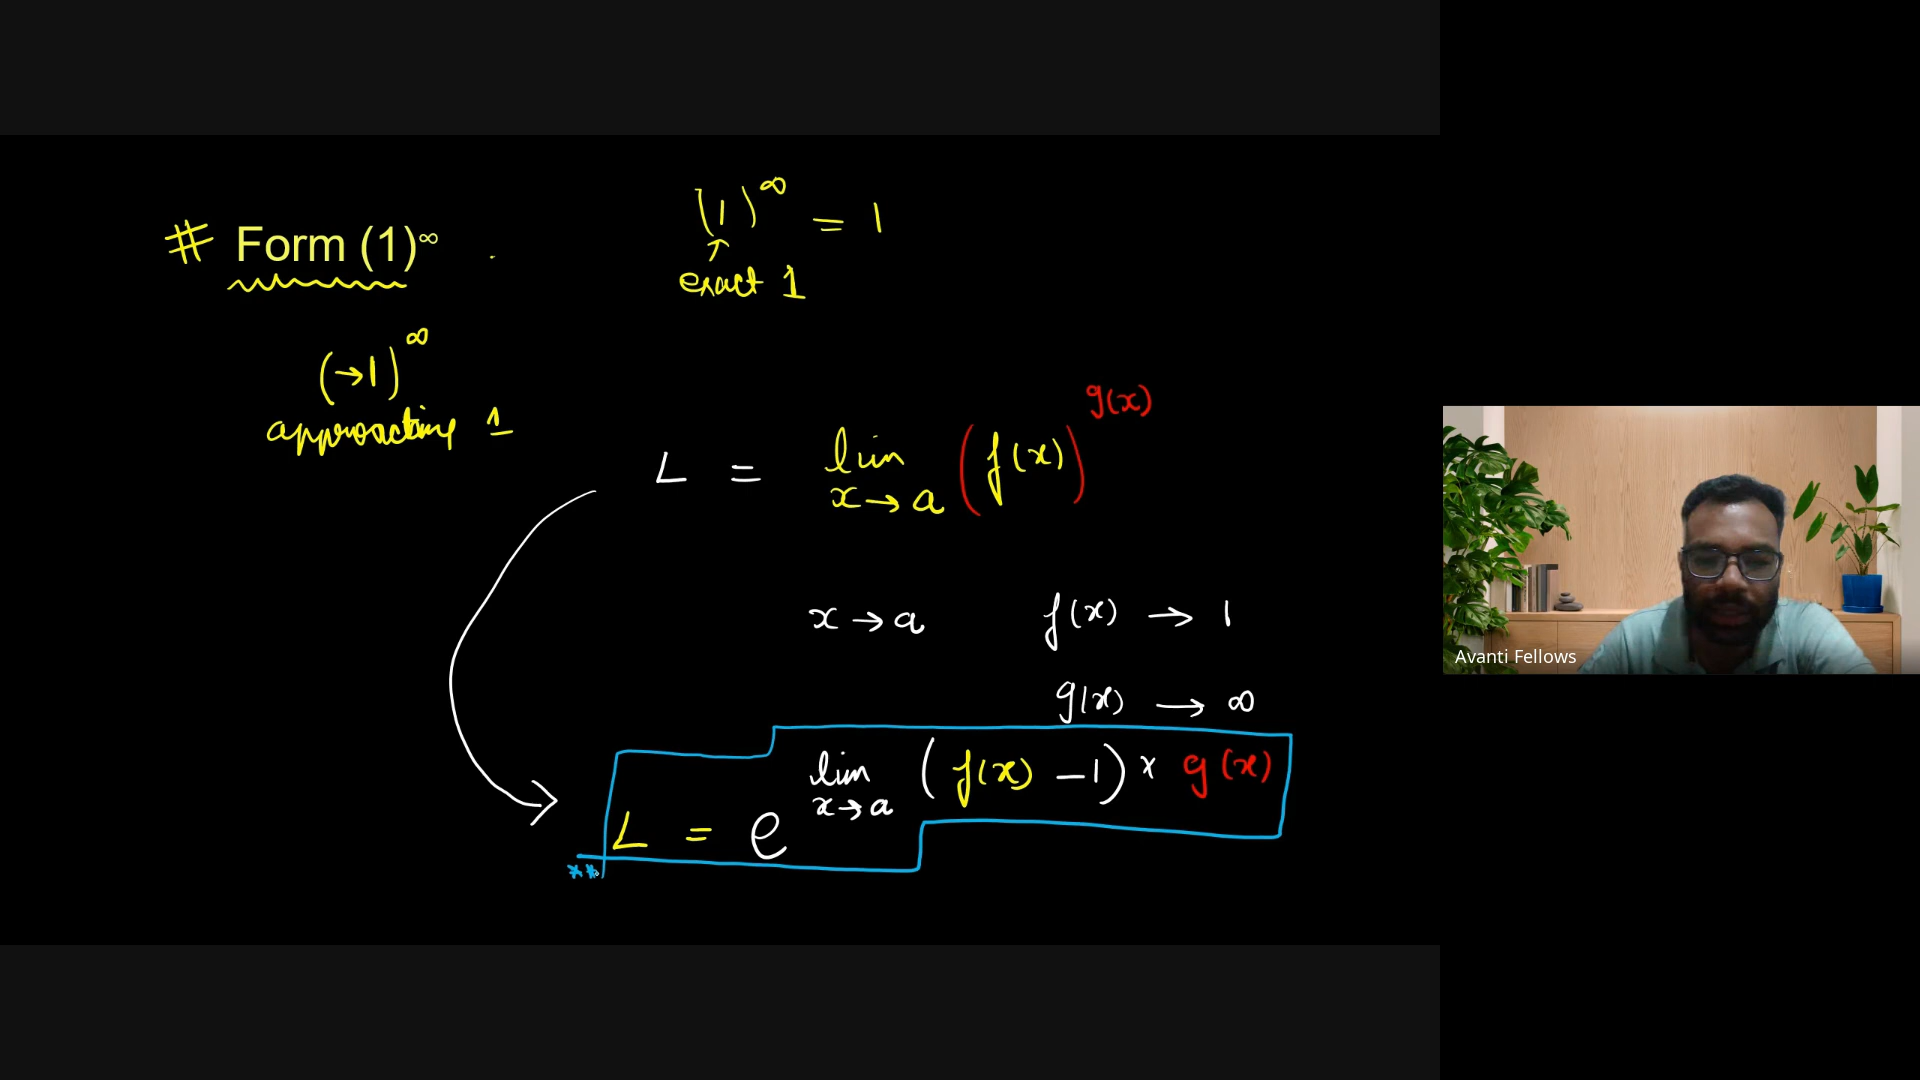 # Form (1)^∞
(1)^∞ = 1
↑
exact 1
(→1)^∞
approaching 1
L = lim x→a (f(x))^g(x)
x → a f(x) → 1
g(x) → ∞
L = e^lim x→a (f(x) - 1) × g(x)
**
Avanti Fellows